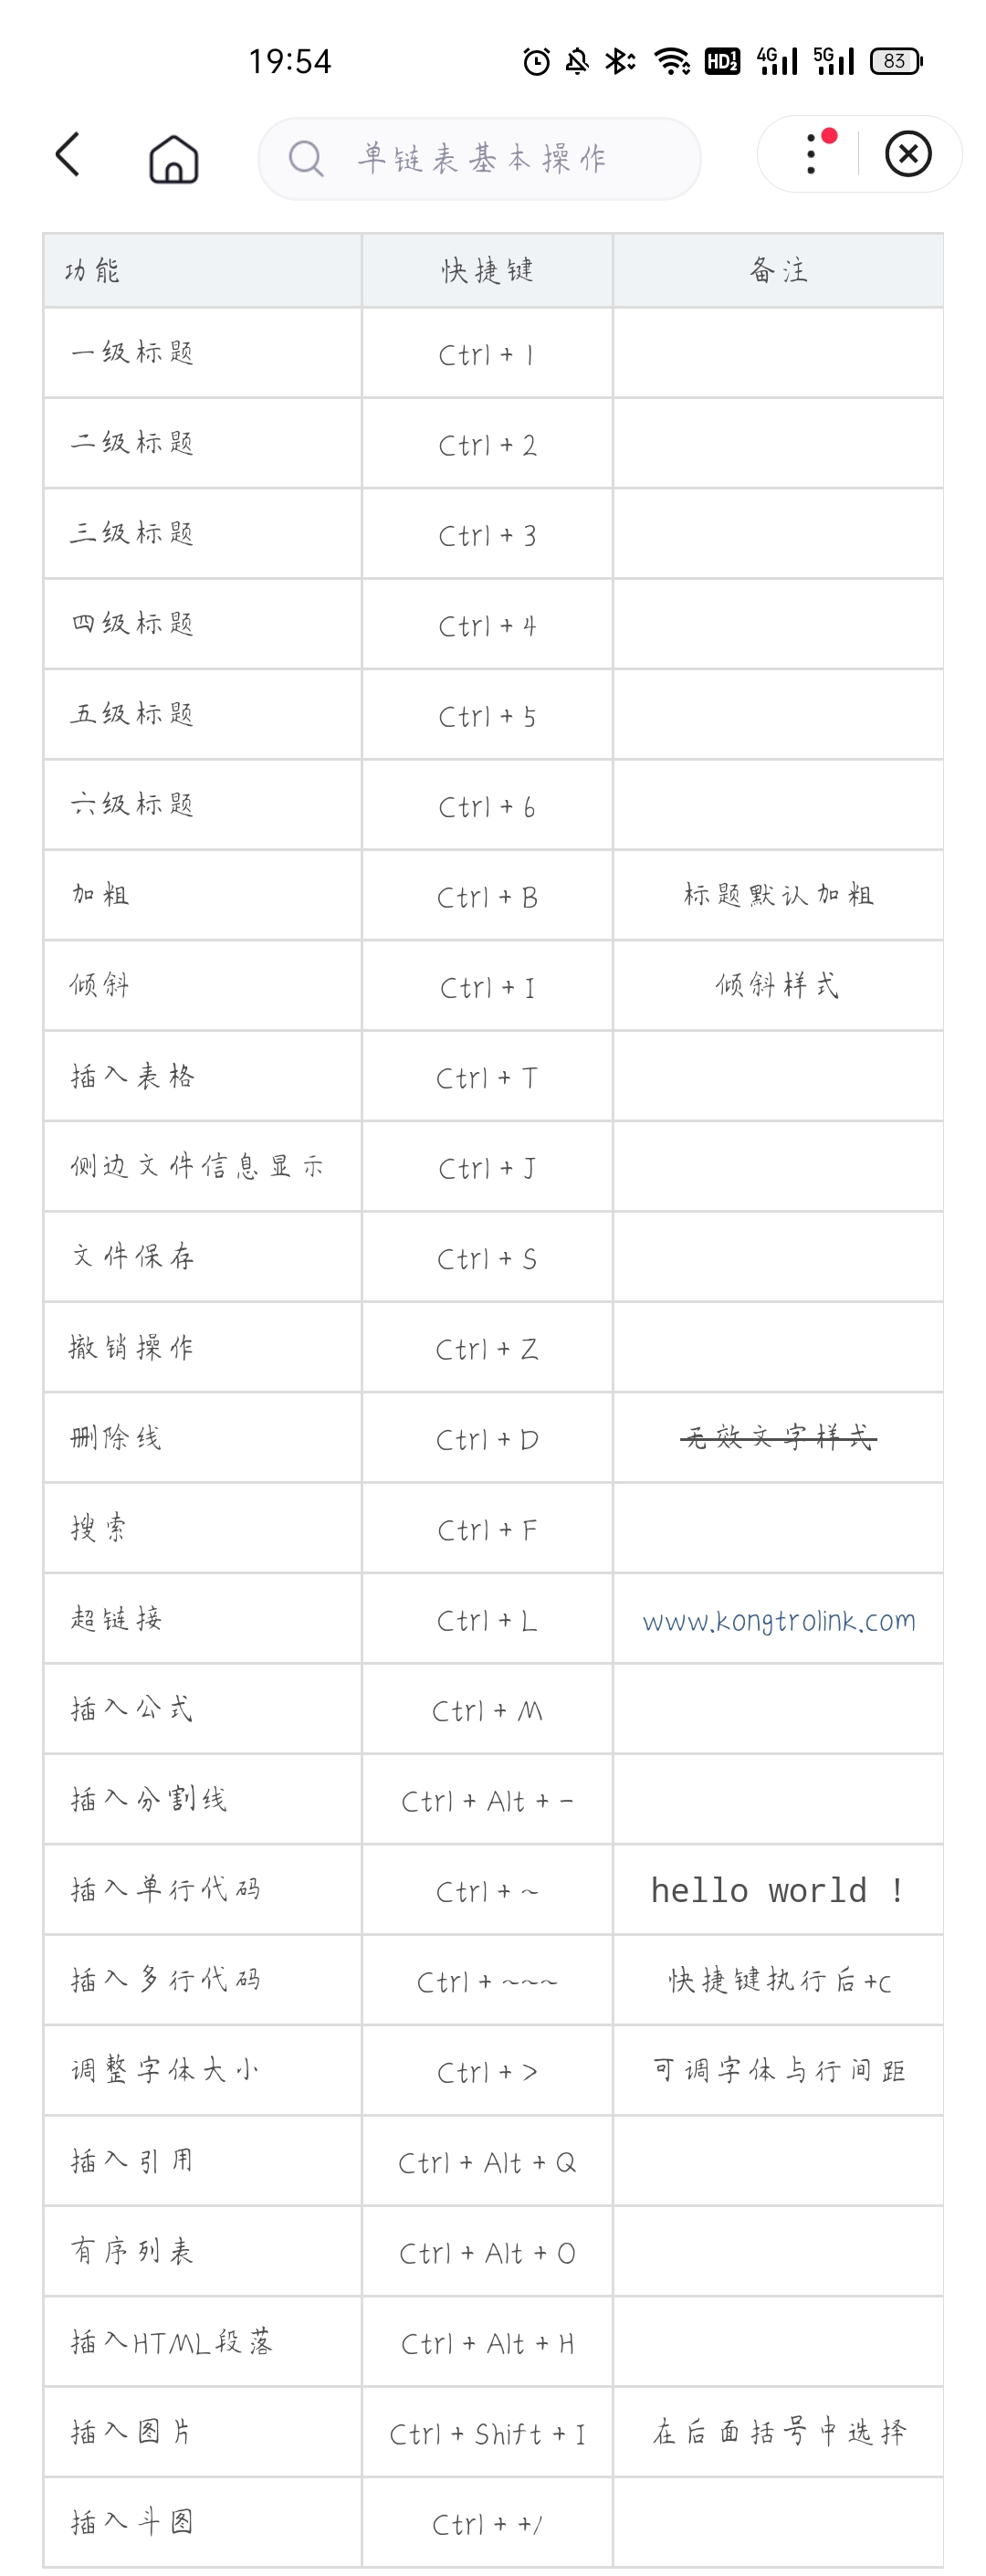 19:54 HD 1 2 4G 5G 83
单链表基本操作
功能 快捷键 备注
一级标题 Ctrl + 1
二级标题 Ctrl + 2
三级标题 Ctrl + 3
四级标题 Ctrl + 4
五级标题 Ctrl + 5
六级标题 Ctrl + 6
加粗 Ctrl + B 标题默认加粗
倾斜 Ctrl + I 倾斜样式
插入表格 Ctrl + T
侧边文件信息显示 Ctrl + J
文件保存 Ctrl + S
撤销操作 Ctrl + Z
删除线 Ctrl + D 无效文字样式
搜索 Ctrl + F
超链接 Ctrl + L www.kongtrolink.com
插入公式 Ctrl + M
插入分割线 Ctrl + Alt + -
插入单行代码 Ctrl + ~ hello world !
插入多行代码 Ctrl + ~~~ 快捷键执行后+c
调整字体大小 Ctrl + > 可调字体与行间距
插入引用 Ctrl + Alt + Q
有序列表 Ctrl + Alt + O
插入HTML段落 Ctrl + Alt + H
插入图片 Ctrl + Shift + I 在后面括号中选择
插入斗图 Ctrl + +/